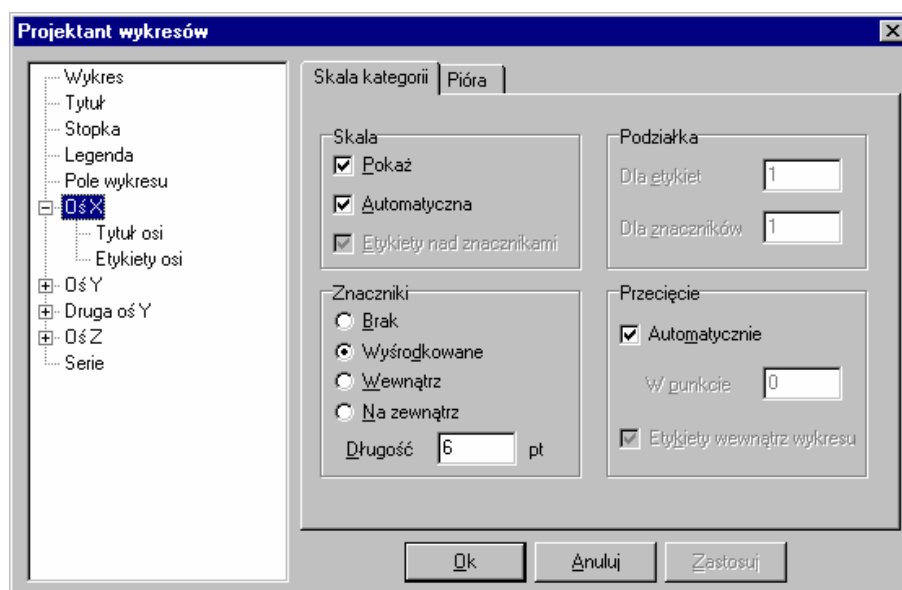 Projektant wykresów
Wykres
Tytuł
Stopka
Legenda
Pole wykresu
Oś X
Tytuł osi
Etykiety osi
Oś Y
Druga oś Y
Oś Z
Serie
Skala kategorii
Pióra
Skala
Pokaż
Automatyczna
Etykiety nad znacznikami
Podziałka
Dla etykiet 1
Dla znaczników 1
Znaczniki
Brak
Wyśrodkowane
Wewnątrz
Na zewnątrz
Długość 6 pt
Przecięcie
Automatycznie
W punkcie 0
Etykiety wewnątrz wykresu
Ok
Anuluj
Zastosuj